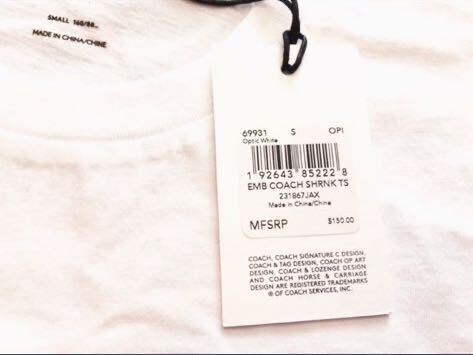 SMALL 160/88...
MADE IN CHINA/CHINE
69931 S OPI
Optic White
1 92643 85222 8
EMB COACH SHRNK TS
231867JAX
Made in China/Chine
MFSRP $150.00
COACH, COACH SIGNATURE C DESIGN,
COACH & TAG DESIGN, COACH OP ART
DESIGN, COACH & LOZENGE DESIGN
AND COACH HORSE & CARRIAGE
DESIGN ARE REGISTERED TRADEMARKS
® OF COACH SERVICES, INC.